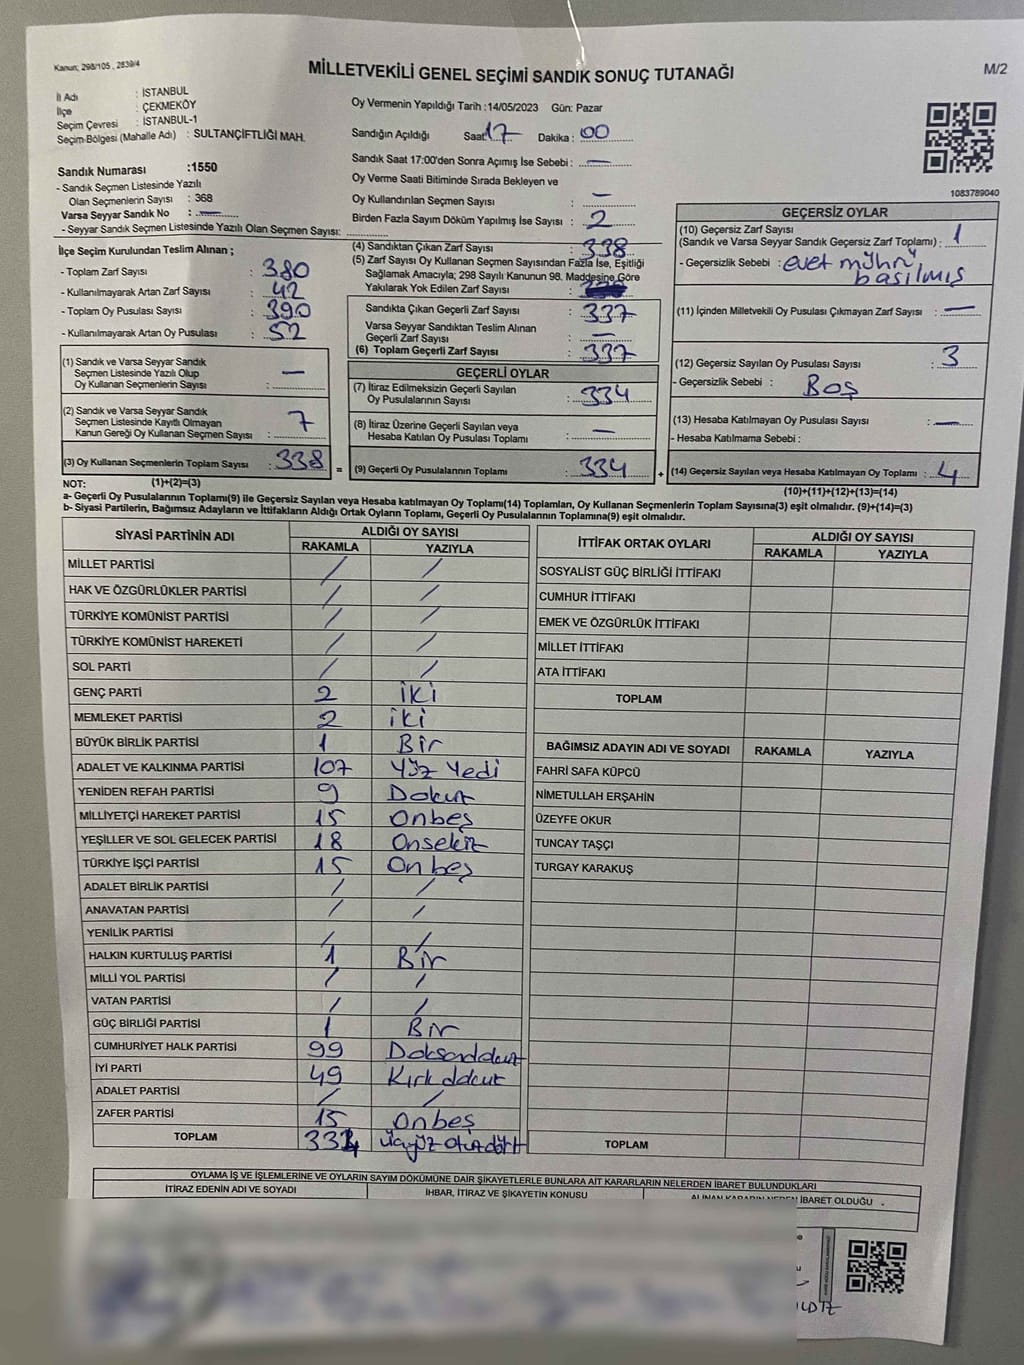 Kanun; 298/105 , 2839/4
MİLLETVEKİLİ GENEL SEÇİMİ SANDIK SONUÇ TUTANAĞI
M/2
İl Adı : İSTANBUL
İlçe : ÇEKMEKÖY
Seçim Çevresi : İSTANBUL-1
Seçim Bölgesi (Mahalle Adı) : SULTANÇİFTLİĞİ MAH.
Sandık Numarası :1550
- Sandık Seçmen Listesinde Yazılı
Olan Seçmenlerin Sayısı : 368
Varsa Seyyar Sandık No : —
- Seyyar Sandık Seçmen Listesinde Yazılı Olan Seçmen Sayısı:
Oy Vermenin Yapıldığı Tarih :14/05/2023 Gün: Pazar
Sandığın Açıldığı Saat 17 Dakika : 00
Sandık Saat 17:00'den Sonra Açımış İse Sebebi : —
Oy Verme Saati Bitiminde Sırada Bekleyen ve
Oy Kullandırılan Seçmen Sayısı : —
Birden Fazla Sayım Döküm Yapılmış İse Sayısı : 2
1083789040
İlçe Seçim Kurulundan Teslim Alınan ;
- Toplam Zarf Sayısı : 380
- Kullanılmayarak Artan Zarf Sayısı : 42
- Toplam Oy Pusulası Sayısı : 390
- Kullanılmayarak Artan Oy Pusulası : 52
(4) Sandıktan Çıkan Zarf Sayısı : 338
(5) Zarf Sayısı Oy Kullanan Seçmen Sayısından Fazla İse, Eşitliği
Sağlamak Amacıyla; 298 Sayılı Kanunun 98. Maddesine Göre
Yakılarak Yok Edilen Zarf Sayısı :
Sandıkta Çıkan Geçerli Zarf Sayısı : 337
Varsa Seyyar Sandıktan Teslim Alınan
Geçerli Zarf Sayısı : —
(6) Toplam Geçerli Zarf Sayısı : 337
GEÇERSİZ OYLAR
(10) Geçersiz Zarf Sayısı
(Sandık ve Varsa Seyyar Sandık Geçersiz Zarf Toplamı) : 1
- Geçersizlik Sebebi : evet mührü
basılmış
(11) İçinden Milletvekili Oy Pusulası Çıkmayan Zarf Sayısı : —
(12) Geçersiz Sayılan Oy Pusulası Sayısı : 3
- Geçersizlik Sebebi : Boş
(13) Hesaba Katılmayan Oy Pusulası Sayısı : —
- Hesaba Katılmama Sebebi :
(1) Sandık ve Varsa Seyyar Sandık
Seçmen Listesinde Yazılı Olup
Oy Kullanan Seçmenlerin Sayısı : —
(2) Sandık ve Varsa Seyyar Sandık
Seçmen Listesinde Kayıtlı Olmayan
Kanun Gereği Oy Kullanan Seçmen Sayısı : 7
GEÇERLİ OYLAR
(7) İtiraz Edilmeksizin Geçerli Sayılan
Oy Pusulalarının Sayısı : 334
(8) İtiraz Üzerine Geçerli Sayılan veya
Hesaba Katılan Oy Pusulası Toplamı : —
(3) Oy Kullanan Seçmenlerin Toplam Sayısı : 338 = (9) Geçerli Oy Pusulalarının Toplamı : 334 + (14) Geçersiz Sayılan veya Hesaba Katılmayan Oy Toplamı : 4
NOT: (1)+(2)=(3) (10)+(11)+(12)+(13)=(14)
a- Geçerli Oy Pusulalarının Toplamı(9) ile Geçersiz Sayılan veya Hesaba katılmayan Oy Toplamı(14) Toplamları, Oy Kullanan Seçmenlerin Toplam Sayısına(3) eşit olmalıdır. (9)+(14)=(3)
b- Siyasi Partilerin, Bağımsız Adayların ve İttifakların Aldığı Ortak Oyların Toplamı, Geçerli Oy Pusulalarının Toplamına(9) eşit olmalıdır.
SİYASİ PARTİNİN ADI ALDIĞI OY SAYISI
RAKAMLA YAZIYLA
MİLLET PARTİSİ / /
HAK VE ÖZGÜRLÜKLER PARTİSİ / /
TÜRKİYE KOMÜNİST PARTİSİ / /
TÜRKİYE KOMÜNİST HAREKETİ / /
SOL PARTİ / /
GENÇ PARTİ 2 iki
MEMLEKET PARTİSİ 2 iki
BÜYÜK BİRLİK PARTİSİ 1 Bir
ADALET VE KALKINMA PARTİSİ 107 Yüz Yedi
YENİDEN REFAH PARTİSİ 9 Dokuz
MİLLİYETÇİ HAREKET PARTİSİ 15 Onbeş
YEŞİLLER VE SOL GELECEK PARTİSİ 18 Onsekiz
TÜRKİYE İŞÇİ PARTİSİ 15 Onbeş
ADALET BİRLİK PARTİSİ / /
ANAVATAN PARTİSİ / /
YENİLİK PARTİSİ / /
HALKIN KURTULUŞ PARTİSİ 1 Bir
MİLLİ YOL PARTİSİ / /
VATAN PARTİSİ / /
GÜÇ BİRLİĞİ PARTİSİ 1 Bir
CUMHURİYET HALK PARTİSİ 99 Doksandokuz
İYİ PARTİ 49 Kırkdokuz
ADALET PARTİSİ / /
ZAFER PARTİSİ 15 onbeş
TOPLAM 334 üçyüz otuzdört
İTTİFAK ORTAK OYLARI ALDIĞI OY SAYISI
RAKAMLA YAZIYLA
SOSYALİST GÜÇ BİRLİĞİ İTTİFAKI
CUMHUR İTTİFAKI
EMEK VE ÖZGÜRLÜK İTTİFAKI
MİLLET İTTİFAKI
ATA İTTİFAKI
TOPLAM
BAĞIMSIZ ADAYIN ADI VE SOYADI RAKAMLA YAZIYLA
FAHRİ SAFA KÜPCÜ
NİMETULLAH ERŞAHİN
ÜZEYFE OKUR
TUNCAY TAŞÇI
TURGAY KARAKUŞ
TOPLAM
OYLAMA İŞ VE İŞLEMLERİNE VE OYLARIN SAYIM DÖKÜMÜNE DAİR ŞİKAYETLERLE BUNLARA AİT KARARLARIN NELERDEN İBARET BULUNDUKLARI
İTİRAZ EDENİN ADI VE SOYADI İHBAR, İTİRAZ VE ŞİKAYETİN KONUSU ALINAN KARARIN NEDEN İBARET OLDUĞU